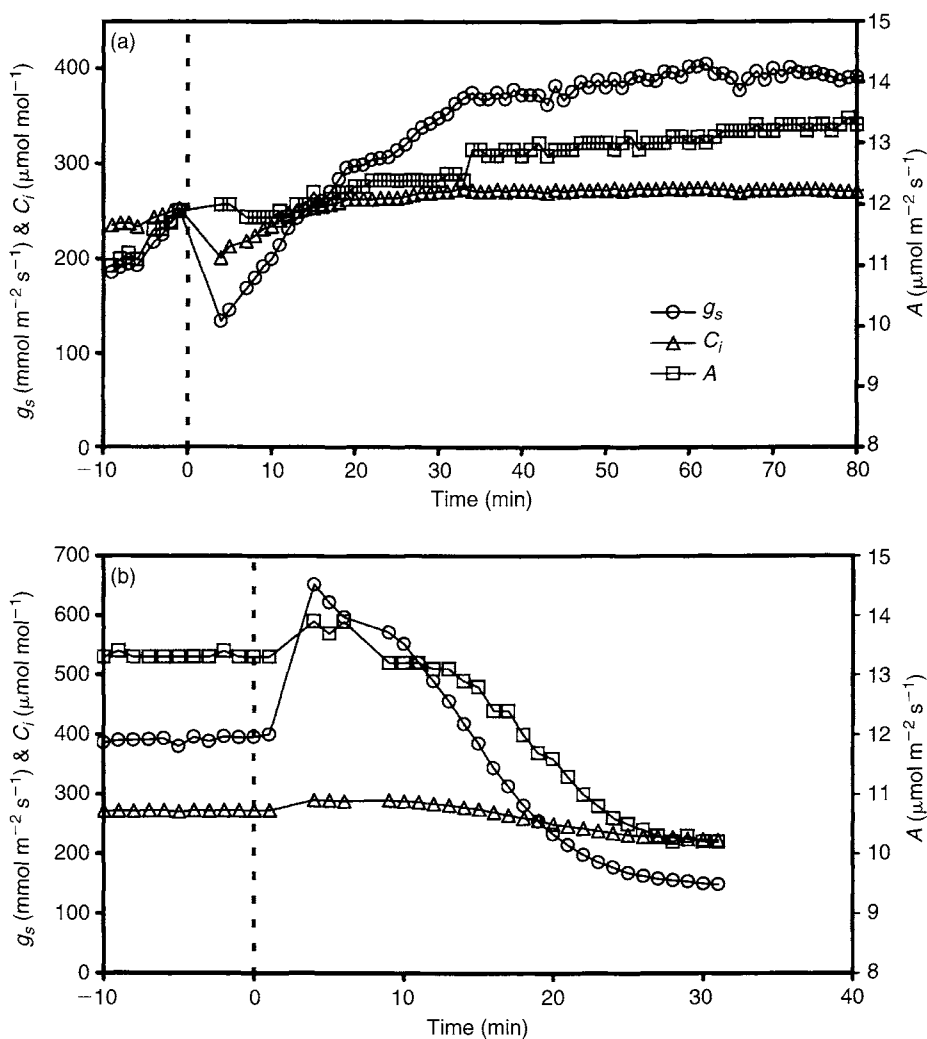 (a)
400
300
200
100
0
g_s (mmol m⁻² s⁻¹) & C_i (μmol mol⁻¹)
15
14
13
12
11
10
9
8
A (μmol m⁻² s⁻¹)
g_s
C_i
A
−10 0 10 20 30 40 50 60 70 80
Time (min)
(b)
700
600
500
400
300
200
100
0
g_s (mmol m⁻² s⁻¹) & C_i (μmol mol⁻¹)
15
14
13
12
11
10
9
8
A (μmol m⁻² s⁻¹)
−10 0 10 20 30 40
Time (min)